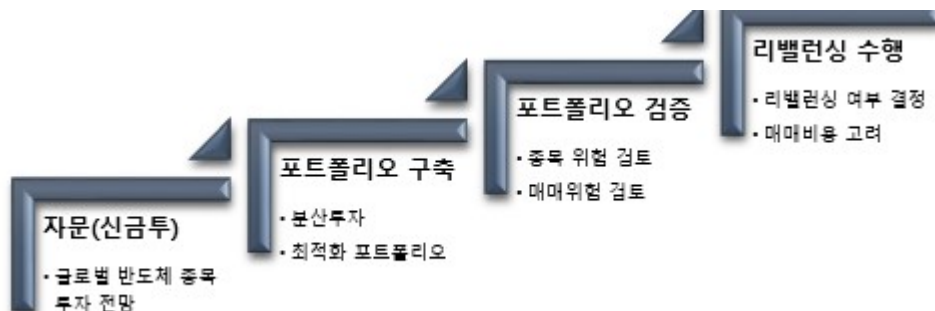 자문(신금투)
• 글로벌 반도체 종목
투자 전망
포트폴리오 구축
• 분산투자
• 최적화 포트폴리오
포트폴리오 검증
• 종목 위험 검토
• 매매위험 검토
리밸런싱 수행
• 리밸런싱 여부 결정
• 매매비용 고려